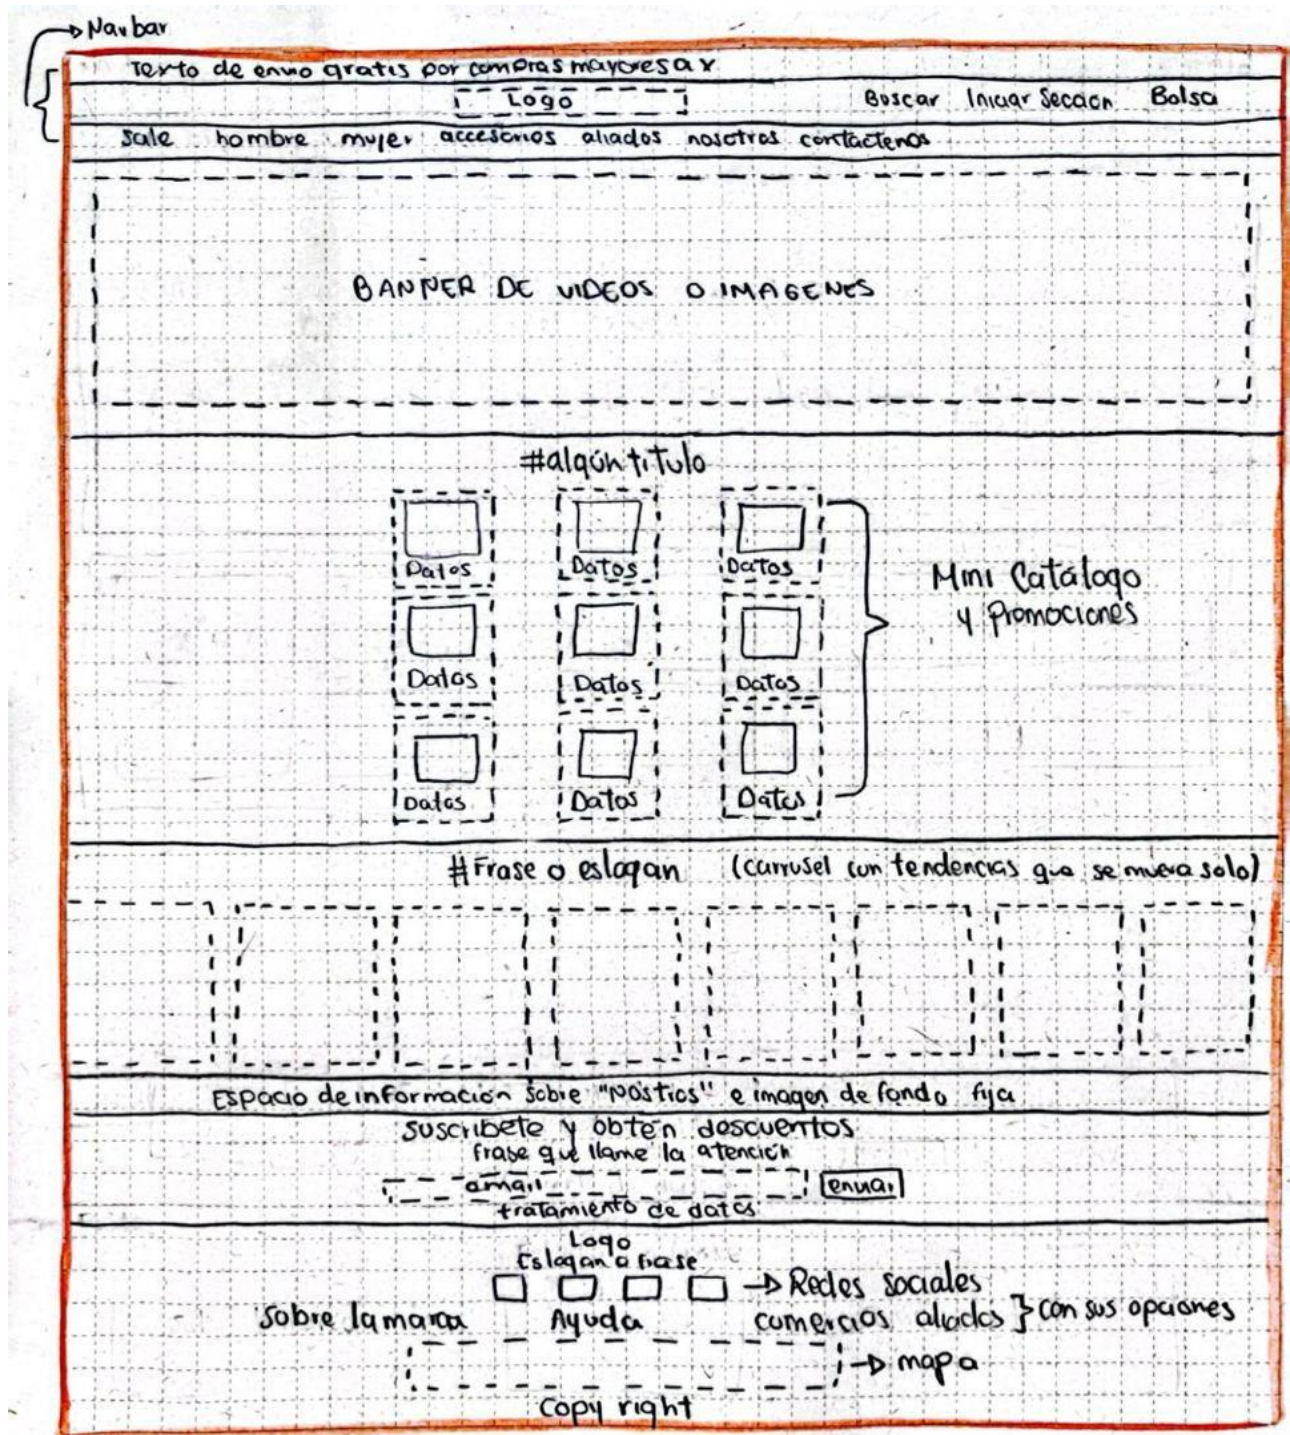 Navbar
Texto de envio gratis por compras mayores a x
Logo Buscar Iniciar Seccion Bolsa
Sale hombre mujer accesorios aliados nosotros contáctenos
BANNER DE VIDEOS O IMAGENES
#algún titulo
Datos Datos Datos
Mini Catálogo
y promociones
Datos Datos Datos
Datos Datos Datos
#Frase o eslogan (carrusel con tendencias que se mueva solo)
Espacio de información sobre "Nostros" e imagen de fondo fija
suscribete y obten descuentos
frase que llame la atención
email enviar
tratamiento de datos
Logo
Eslogan o frase
Redes sociales
Sobre la marca Ayuda comercios aliados con sus opciones
mapa
Copy right